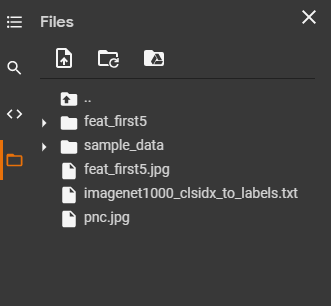 Files
..
feat_first5
sample_data
feat_first5.jpg
imagenet1000_clsidx_to_labels.txt
pnc.jpg